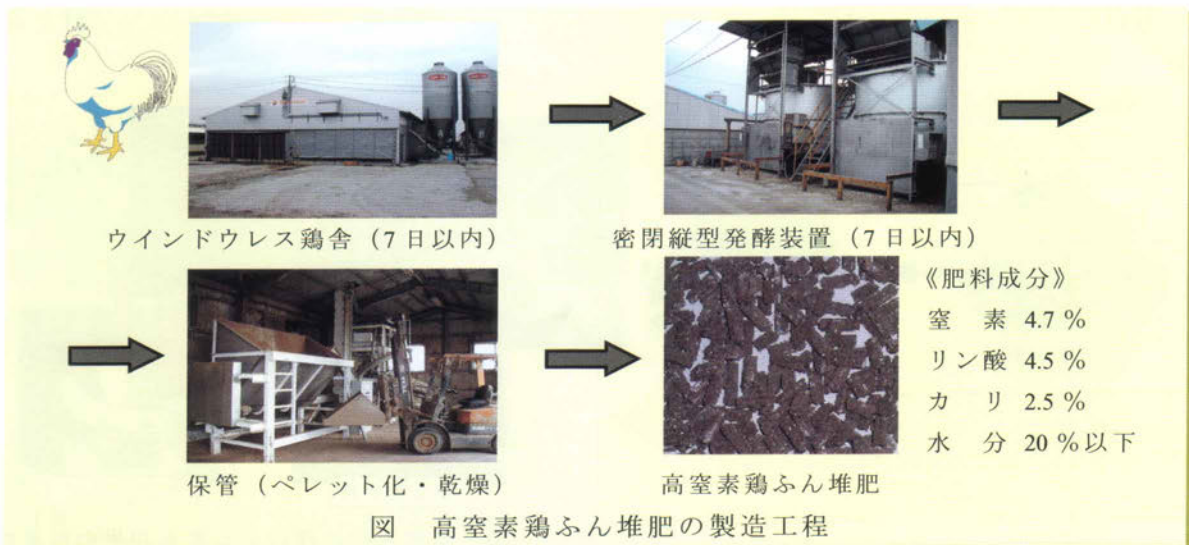 ウインドウレス鶏舎（7日以内）
密閉縦型発酵装置（7日以内）
保管（ペレット化・乾燥）
高窒素鶏ふん堆肥
《肥料成分》
窒　素 4.7 %
リン酸 4.5 %
カ　リ 2.5 %
水　分 20 %以下
図　高窒素鶏ふん堆肥の製造工程